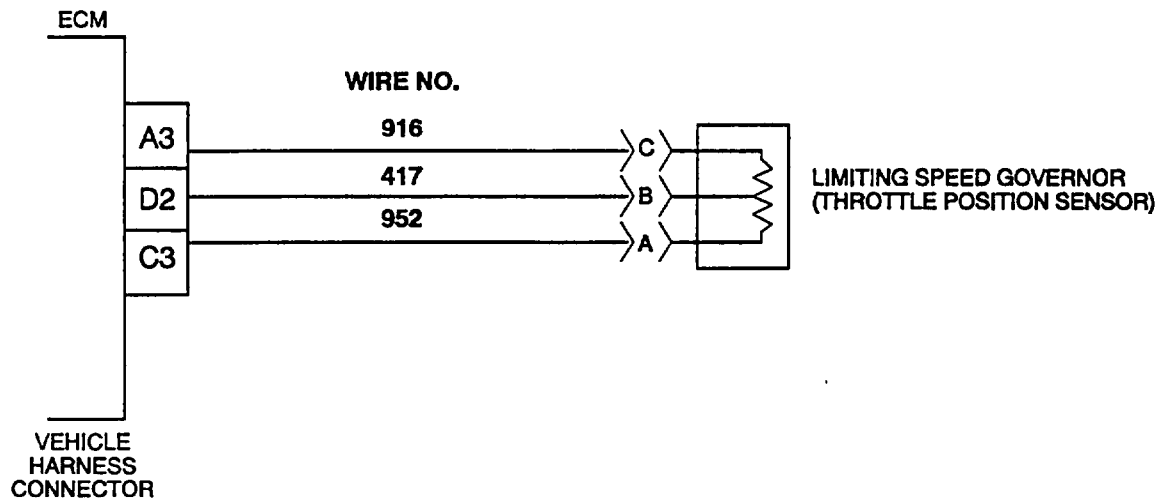 ECM
WIRE NO.
A3
916
C
D2
417
B
C3
952
A
LIMITING SPEED GOVERNOR
(THROTTLE POSITION SENSOR)
VEHICLE
HARNESS
CONNECTOR